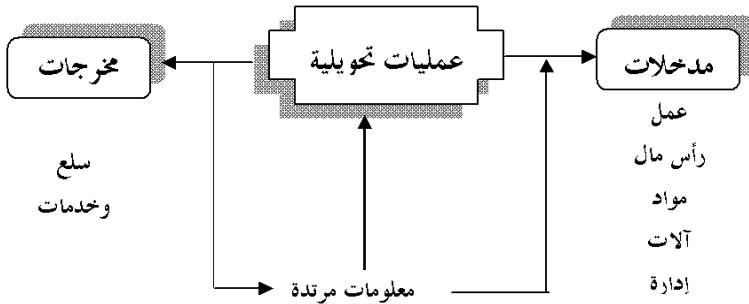 مدخلات
عمل
رأس مال
مواد
آلات
إدارة
عمليات تحويلية
مخرجات
سلع
وخدمات
معلومات مرتدة